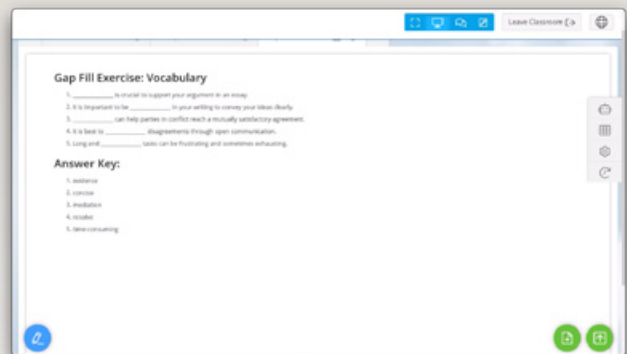 Leave Classroom
Gap Fill Exercise: Vocabulary
1. ____________ is crucial to support your argument in an essay.
2. It is important to be ____________ in your writing to convey your ideas clearly.
3. ____________ can help parties in conflict reach a mutually satisfactory agreement.
4. It is best to ____________ disagreements through open communication.
5. Long and ____________ tasks can be frustrating and sometimes exhausting.
Answer Key:
1. evidence
2. concise
3. mediation
4. resolve
5. time-consuming